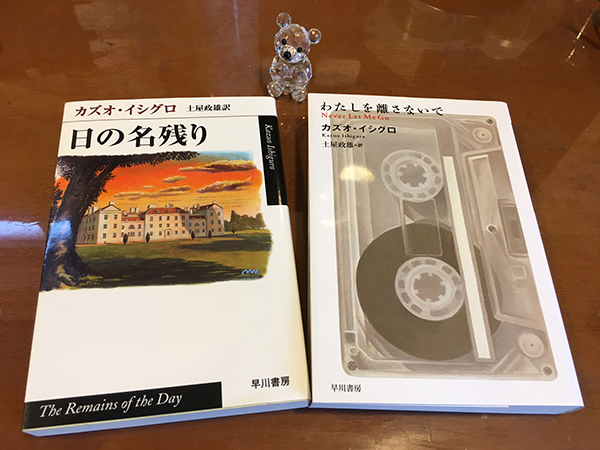 カズオ・イシグロ 土屋政雄訳
日の名残り
Kazuo Ishiguro
早川書房
The Remains of the Day
わたしを離さないで
Never Let Me Go
カズオ・イシグロ
Kazuo Ishiguro
土屋政雄・訳
早川書房